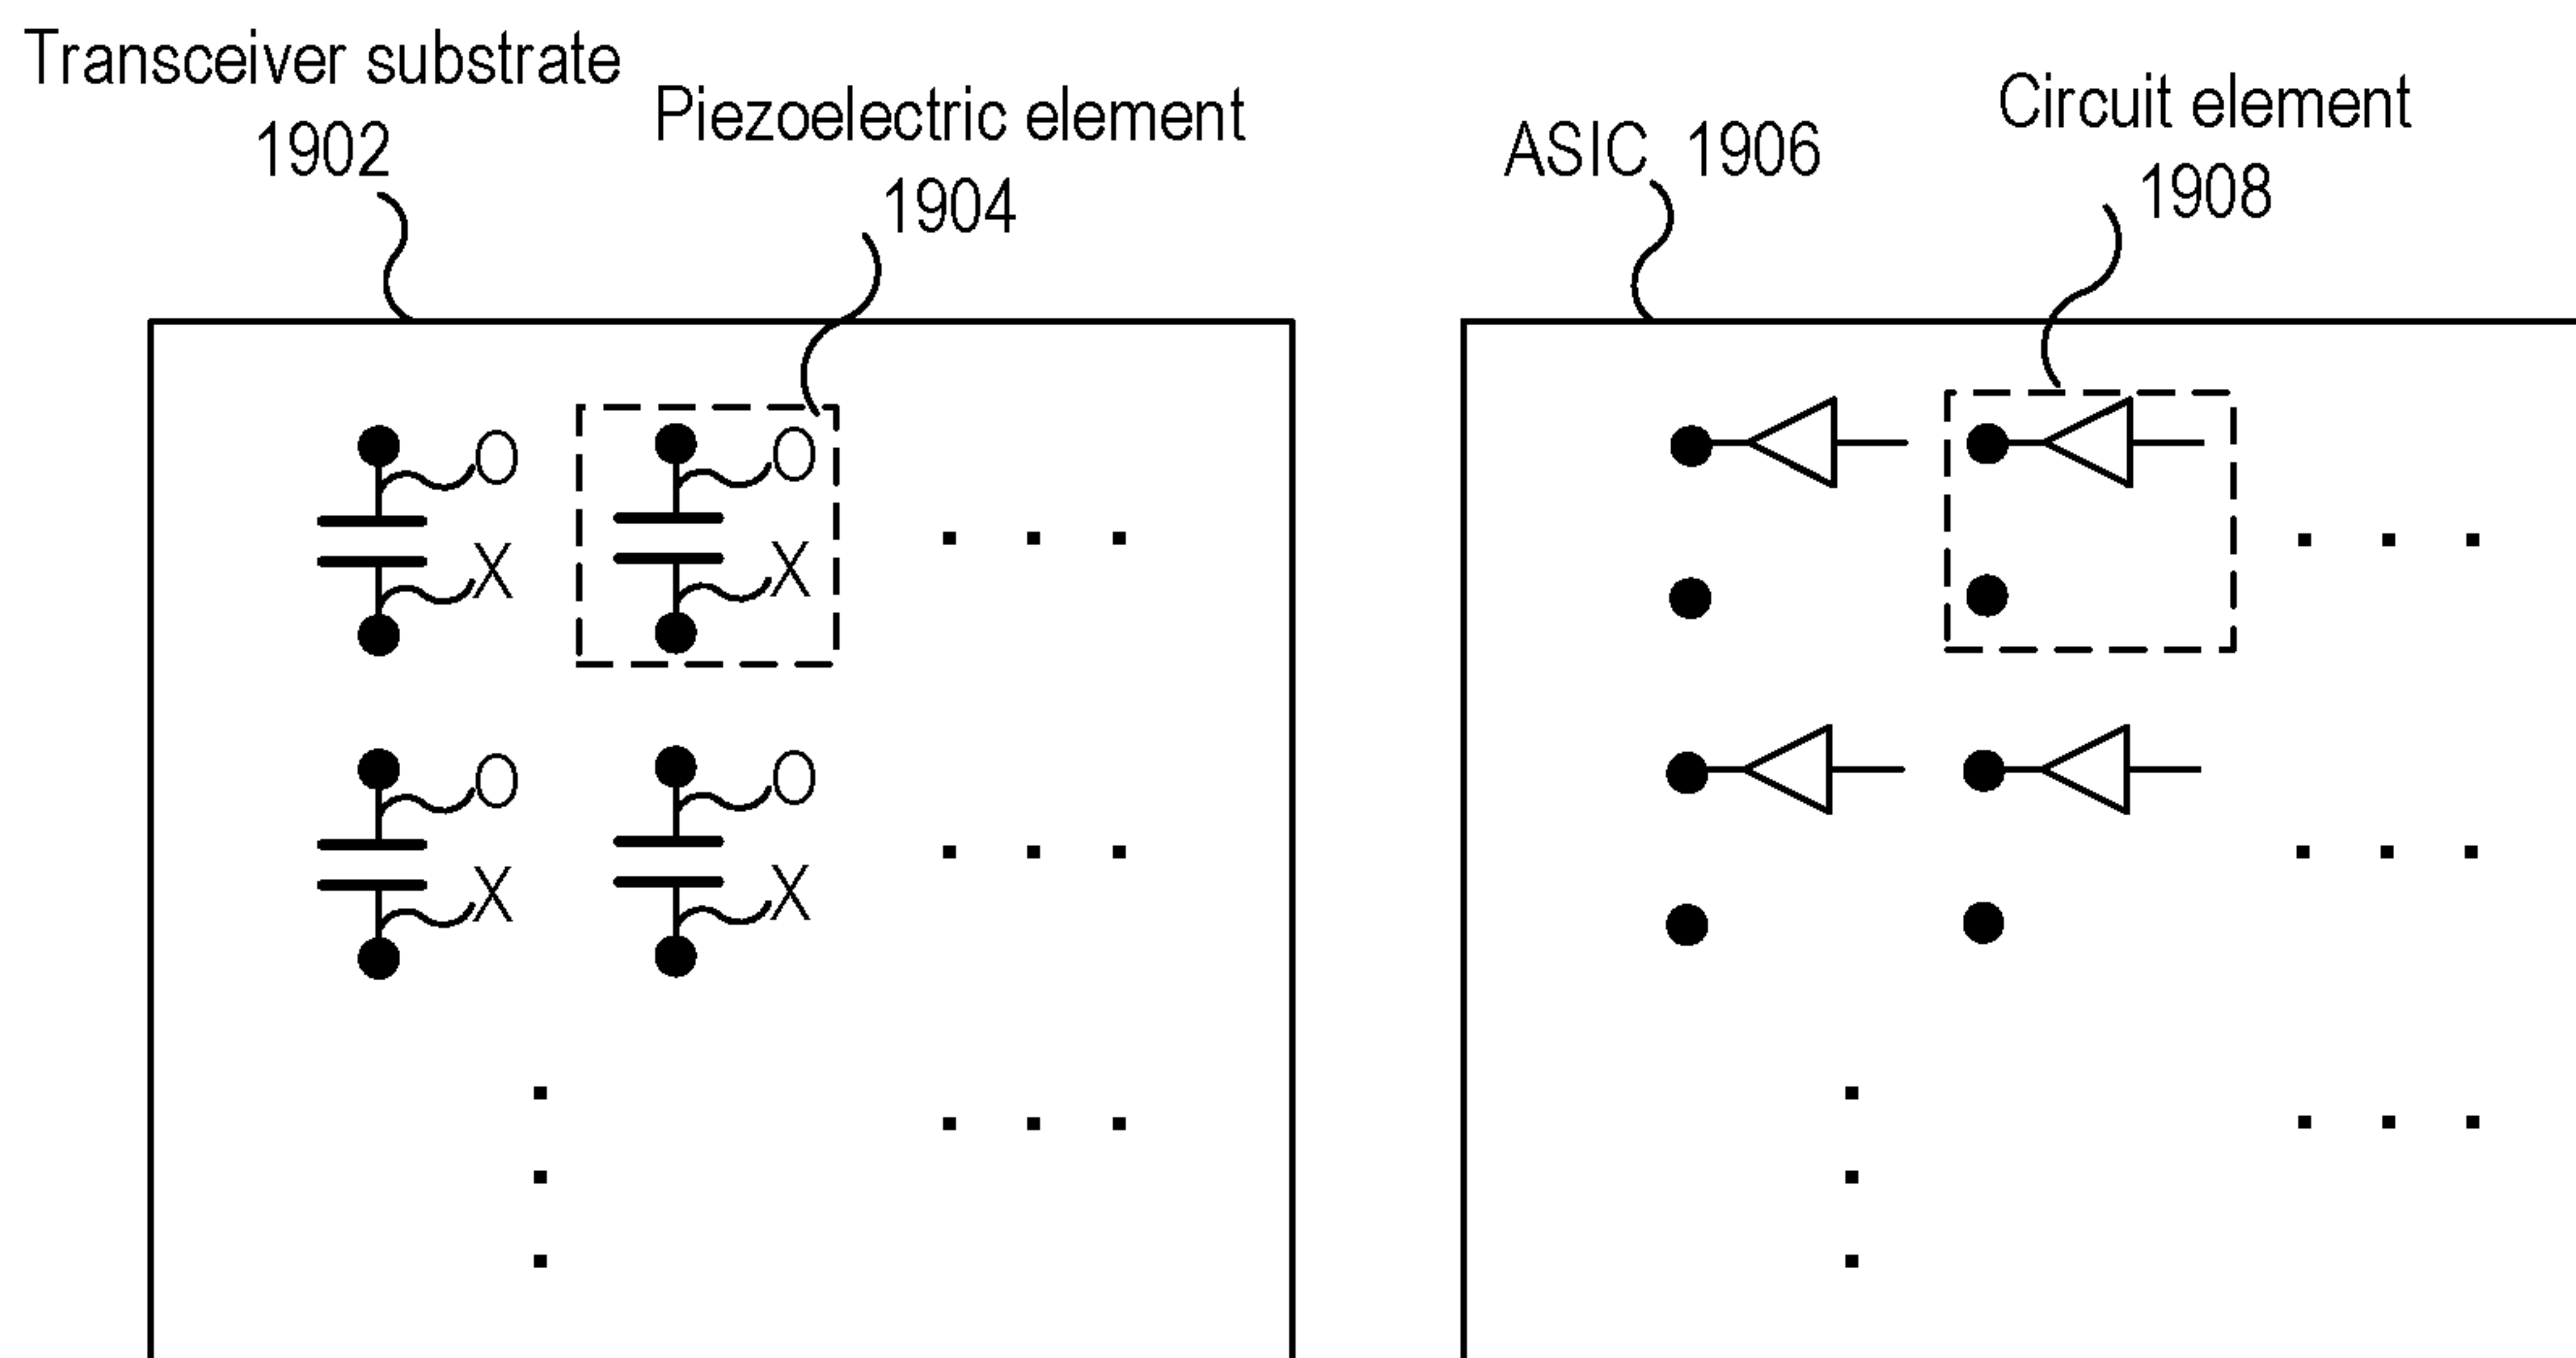 Transceiver substrate
1902
Piezoelectric element
1904
ASIC 1906
Circuit element
1908
O
O
X
X
O
O
X
X